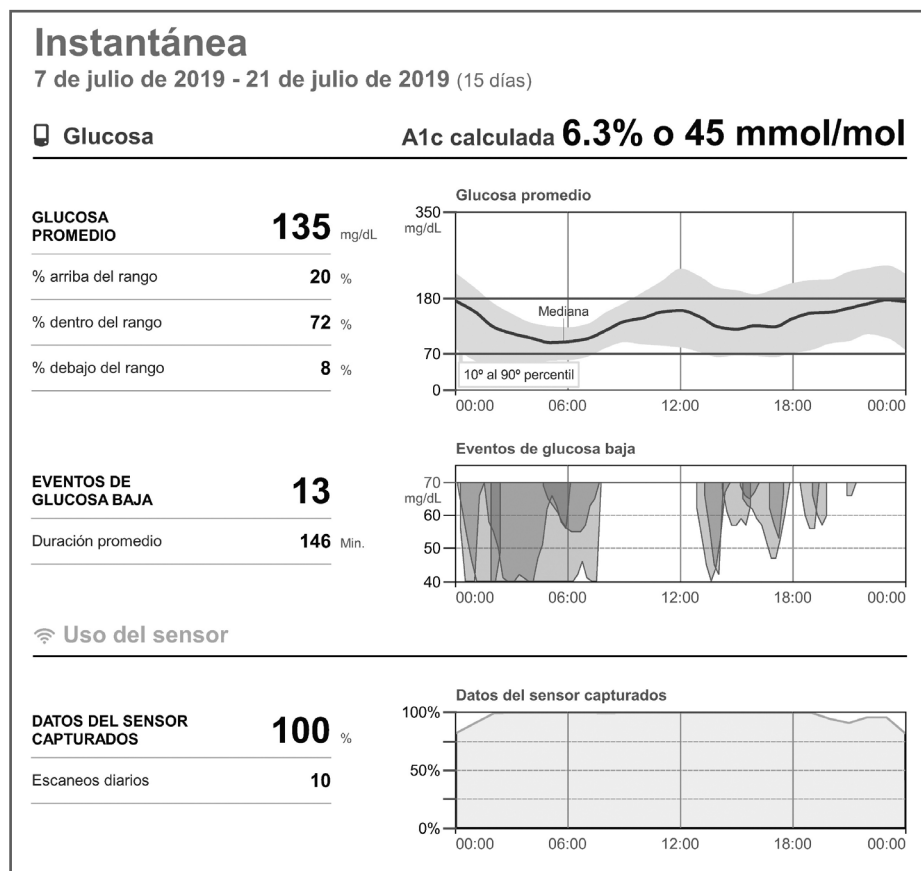 Instantánea
7 de julio de 2019 - 21 de julio de 2019 (15 días)
Glucosa
A1c calculada 6.3% o 45 mmol/mol
GLUCOSA
PROMEDIO
135 mg/dL
% arriba del rango 20 %
% dentro del rango 72 %
% debajo del rango 8 %
Glucosa promedio
350
mg/dL
180
70
0
Mediana
10º al 90º percentil
00:00 06:00 12:00 18:00 00:00
EVENTOS DE
GLUCOSA BAJA
13
Duración promedio 146 Min.
Eventos de glucosa baja
70
mg/dL
60
50
40
00:00 06:00 12:00 18:00 00:00
Uso del sensor
DATOS DEL SENSOR
CAPTURADOS
100 %
Escaneos diarios 10
Datos del sensor capturados
100%
50%
0%
00:00 06:00 12:00 18:00 00:00